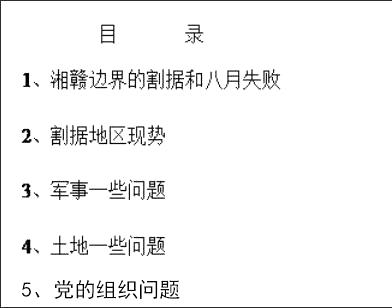 目 录
1、湘赣边界的割据和八月失败
2、割据地区现势
3、军事一些问题
4、土地一些问题
5、党的组织问题